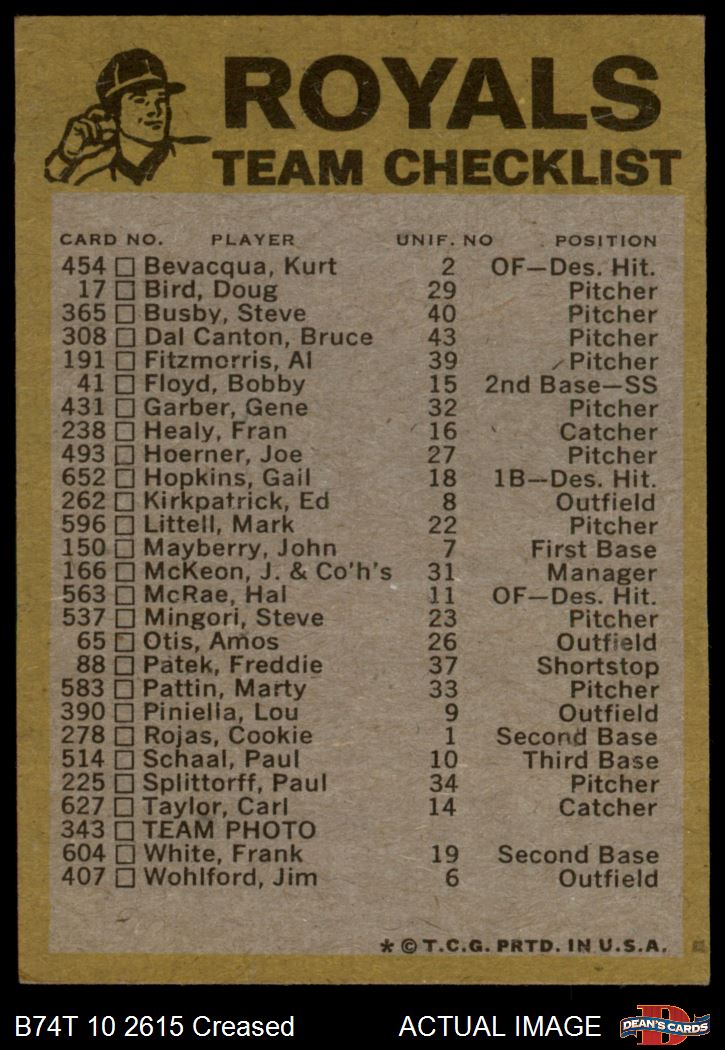 ROYALS
TEAM CHECKLIST
CARD NO. PLAYER UNIF. NO POSITION
454 Bevacqua, Kurt 2 OF—Des. Hit.
17 Bird, Doug 29 Pitcher
365 Busby, Steve 40 Pitcher
308 Dal Canton, Bruce 43 Pitcher
191 Fitzmorris, Al 39 Pitcher
41 Floyd, Bobby 15 2nd Base—SS
431 Garber, Gene 32 Pitcher
238 Healy, Fran 16 Catcher
493 Hoerner, Joe 27 Pitcher
652 Hopkins, Gail 18 1B—Des. Hit.
262 Kirkpatrick, Ed 8 Outfield
596 Littell, Mark 22 Pitcher
150 Mayberry, John 7 First Base
166 McKeon, J. & Co'h's 31 Manager
563 McRae, Hal 11 OF—Des. Hit.
537 Mingori, Steve 23 Pitcher
65 Otis, Amos 26 Outfield
88 Patek, Freddie 37 Shortstop
583 Pattin, Marty 33 Pitcher
390 Piniella, Lou 9 Outfield
278 Rojas, Cookie 1 Second Base
514 Schaal, Paul 10 Third Base
225 Splittorff, Paul 34 Pitcher
627 Taylor, Carl 14 Catcher
343 TEAM PHOTO
604 White, Frank 19 Second Base
407 Wohlford, Jim 6 Outfield
* © T.C.G. PRTD. IN U.S.A.
B74T 10 2615 Creased ACTUAL IMAGE DEAN'S CARDS